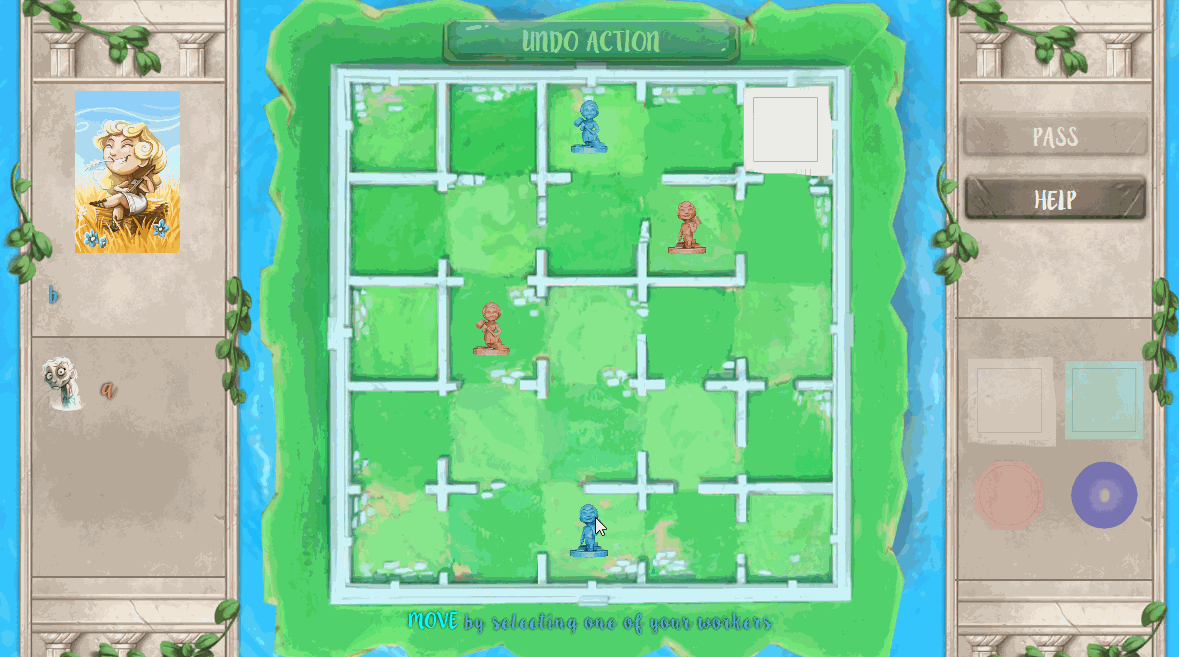 UNDO ACTION
PASS
HELP
b
a
MOVE by selecting one of your workers